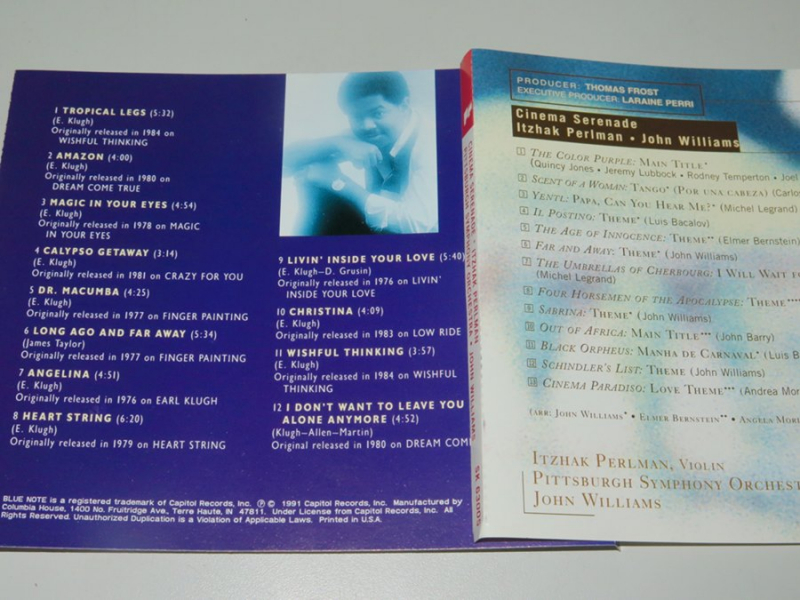 1 TROPICAL LEGS (5:32)
(E. Klugh)
Originally released in 1984 on
WISHFUL THINKING
2 AMAZON (4:00)
(E. Klugh)
Originally released in 1980 on
DREAM COME TRUE
3 MAGIC IN YOUR EYES (4:54)
(E. Klugh)
Originally released in 1978 on MAGIC
IN YOUR EYES
4 CALYPSO GETAWAY (3:14)
(E. Klugh)
Originally released in 1981 on CRAZY FOR YOU
5 DR. MACUMBA (4:25)
(E. Klugh)
Originally released in 1977 on FINGER PAINTING
6 LONG AGO AND FAR AWAY (5:34)
(James Taylor)
Originally released in 1977 on FINGER PAINTING
7 ANGELINA (4:51)
(E. Klugh)
Originally released in 1976 on EARL KLUGH
8 HEART STRING (6:20)
(E. Klugh)
Originally released in 1979 on HEART STRING
9 LIVIN' INSIDE YOUR LOVE (5:40)
(E. Klugh—D. Grusin)
Originally released in 1976 on LIVIN'
INSIDE YOUR LOVE
10 CHRISTINA (4:09)
(E. Klugh)
Originally released in 1983 on LOW RIDE
11 WISHFUL THINKING (3:57)
(E. Klugh)
Originally released in 1984 on WISHFUL
THINKING
12 I DON'T WANT TO LEAVE YOU
ALONE ANYMORE (4:52)
(Klugh—Allen—Martin)
Original released in 1980 on DREAM COM
BLUE NOTE is a registered trademark of Capitol Records, Inc. ℗ © 1991 Capitol Records, Inc. Manufactured by
Columbia House, 1400 No. Fruitridge Ave., Terre Haute, IN 47811. Under License from Capitol Records, Inc. All
Rights Reserved. Unauthorized Duplication is a Violation of Applicable Laws. Printed in U.S.A.
PRODUCER: THOMAS FROST
EXECUTIVE PRODUCER: LARAINE PERRI
Cinema Serenade
Itzhak Perlman • John Williams
1 THE COLOR PURPLE: MAIN TITLE*
(Quincy Jones • Jeremy Lubbock • Rodney Temperton • Joel
2 SCENT OF A WOMAN: TANGO* (POR UNA CABEZA) (Carlos
3 YENTL: PAPA, CAN YOU HEAR ME?* (Michel Legrand)
4 IL POSTINO: THEME* (Luis Bacalov)
5 THE AGE OF INNOCENCE: THEME** (Elmer Bernstein)
6 FAR AND AWAY: THEME* (John Williams)
7 THE UMBRELLAS OF CHERBOURG: I WILL WAIT
(Michel Legrand)
8 FOUR HORSEMEN OF THE APOCALYPSE: THEME
9 SABRINA: THEME* (John Williams)
10 OUT OF AFRICA: MAIN TITLE*** (John Barry)
11 BLACK ORPHEUS: MANHA DE CARNAVAL* (Luis
12 SCHINDLER'S LIST: THEME (John Williams)
13 CINEMA PARADISO: LOVE THEME*** (Andrea
(ARR: JOHN WILLIAMS* • ELMER BERNSTEIN** • ANGELA
ITZHAK PERLMAN, VIOLIN
PITTSBURGH SYMPHONY ORCHEST
JOHN WILLIAMS